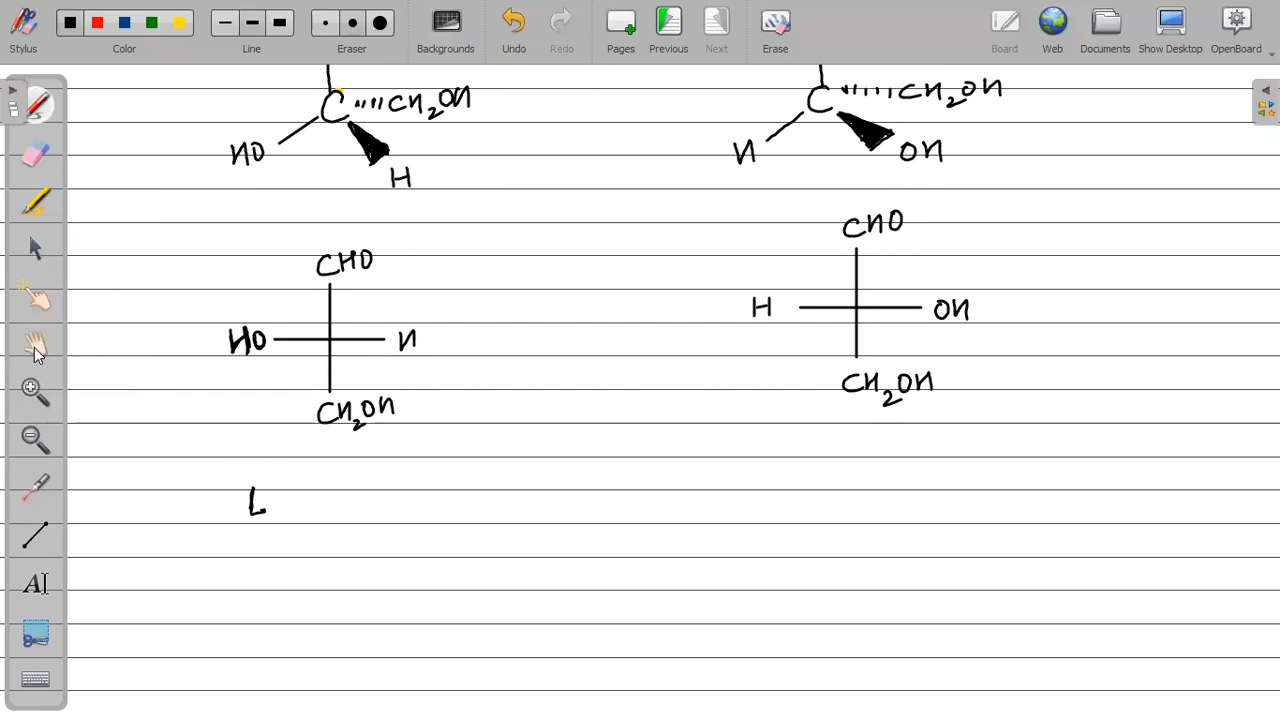 Stylus Color Line Eraser Backgrounds Undo Redo Pages Previous Next Erase Board Web Documents Show Desktop OpenBoard
C CH2OH
HO
H
C CH2OH
H
OH
CHO
HO H
CH2OH
CHO
H OH
CH2OH
L
AI